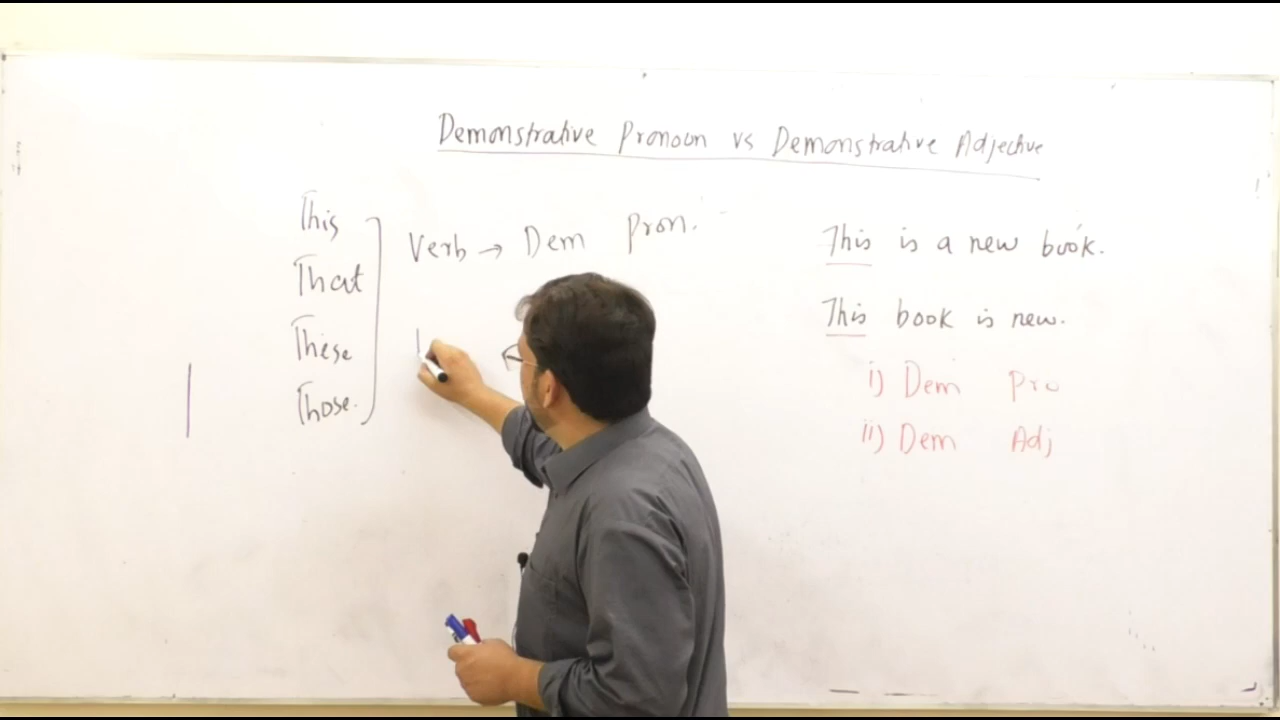 Demonstrative Pronoun vs Demonstrative Adjective
This
That
These
Those.
Verb → Dem Pron.
This is a new book.
This book is new.
i) Dem Pro
ii) Dem Adj